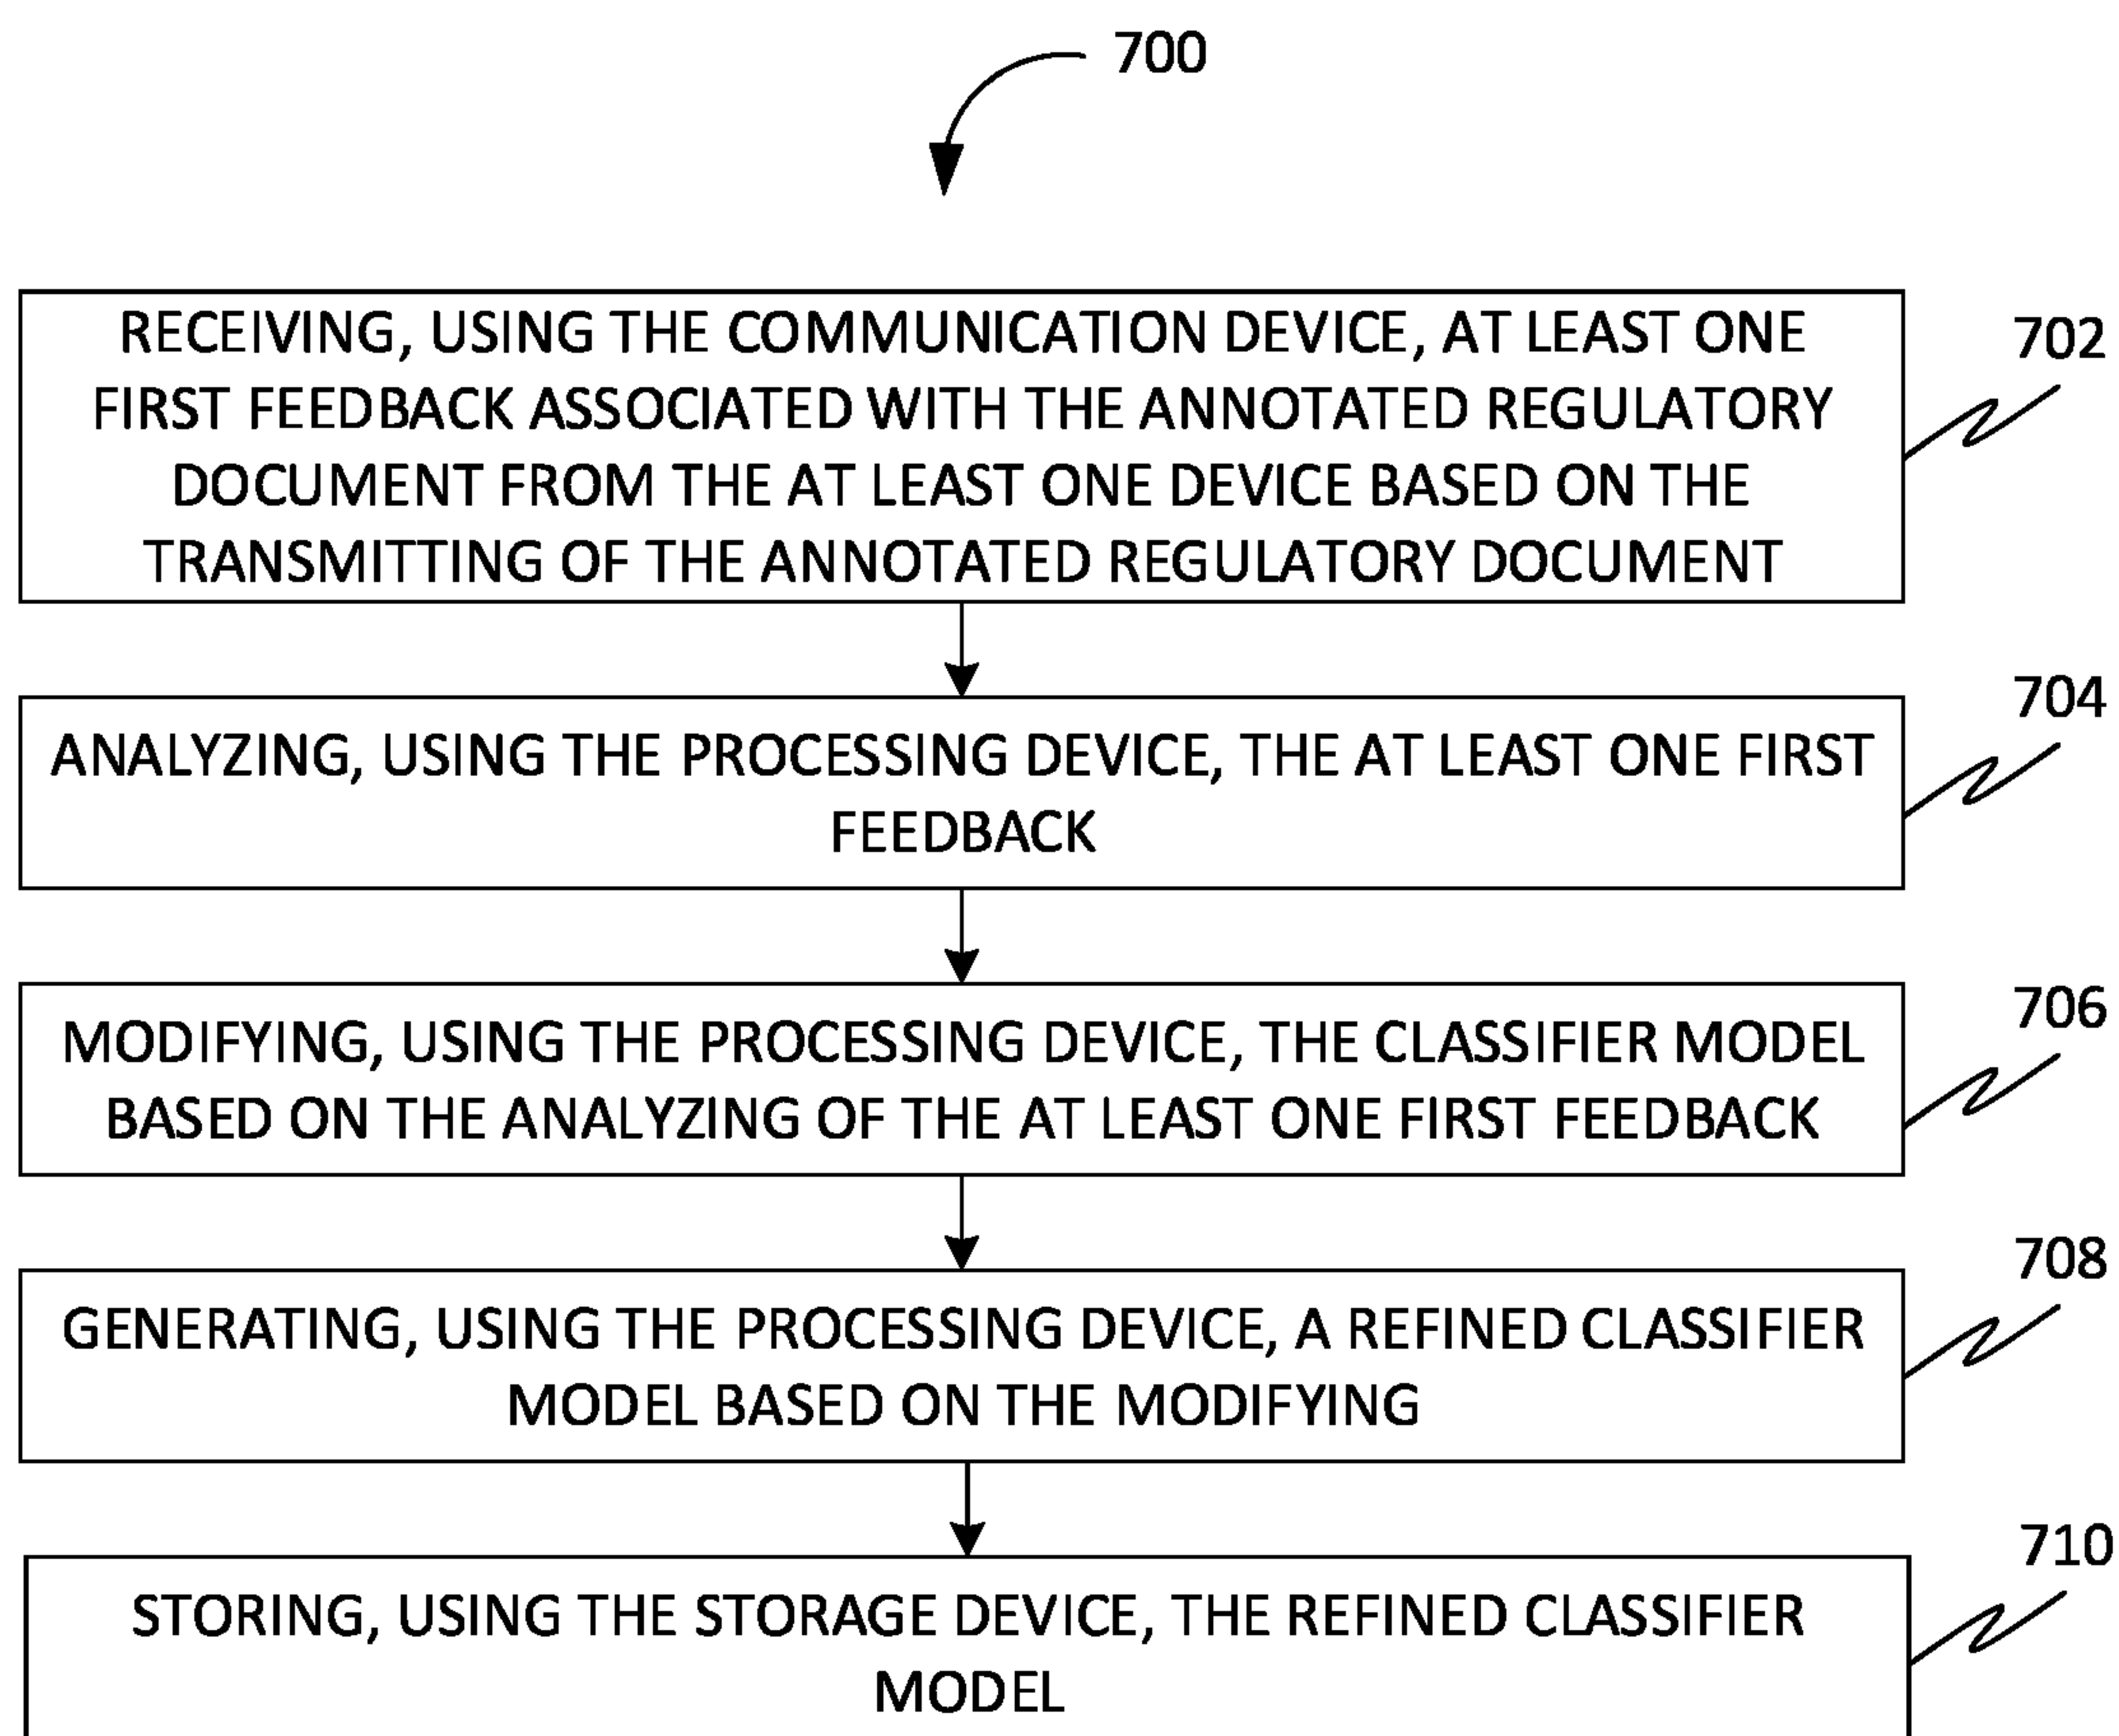 700
RECEIVING, USING THE COMMUNICATION DEVICE, AT LEAST ONE
FIRST FEEDBACK ASSOCIATED WITH THE ANNOTATED REGULATORY
DOCUMENT FROM THE AT LEAST ONE DEVICE BASED ON THE
TRANSMITTING OF THE ANNOTATED REGULATORY DOCUMENT
702
ANALYZING, USING THE PROCESSING DEVICE, THE AT LEAST ONE FIRST
FEEDBACK
704
MODIFYING, USING THE PROCESSING DEVICE, THE CLASSIFIER MODEL
BASED ON THE ANALYZING OF THE AT LEAST ONE FIRST FEEDBACK
706
GENERATING, USING THE PROCESSING DEVICE, A REFINED CLASSIFIER
MODEL BASED ON THE MODIFYING
708
STORING, USING THE STORAGE DEVICE, THE REFINED CLASSIFIER
MODEL
710